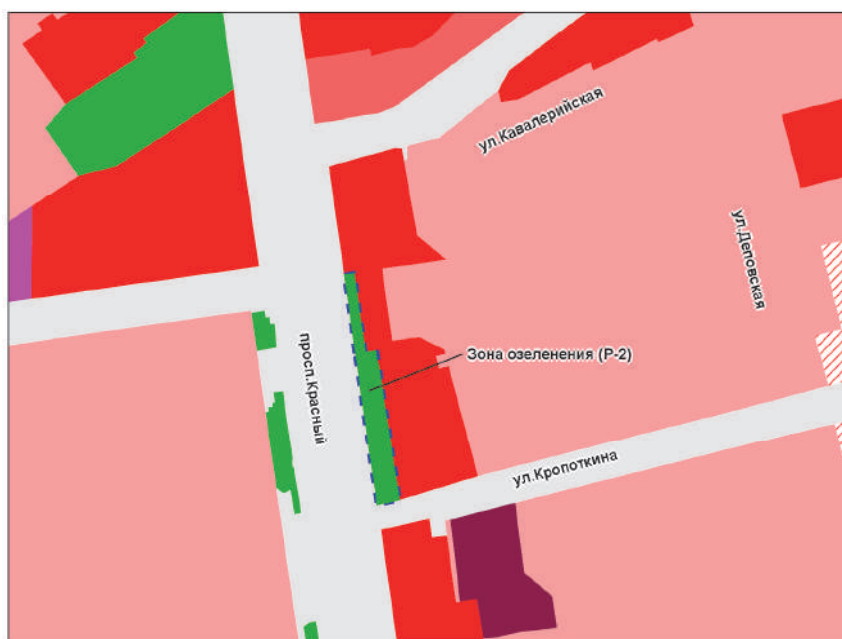 ул.Кавалерийская
ул.Деповская
просп.Красный
Зона озеленения (Р-2)
ул.Кропоткина